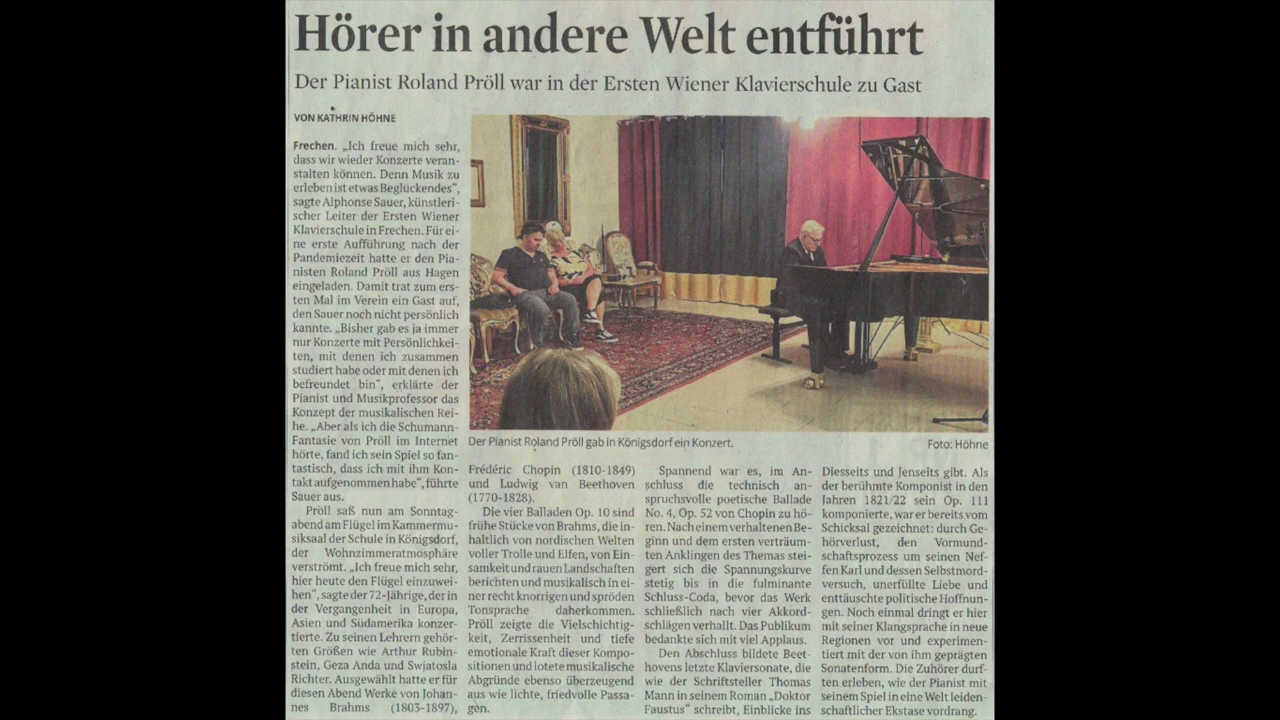 Hörer in andere Welt entführt
Der Pianist Roland Pröll war in der Ersten Wiener Klavierschule zu Gast
VON KATHRIN HÖHNE
Frechen. „Ich freue mich sehr,
dass wir wieder Konzerte veran-
stalten können. Denn Musik zu
erleben ist etwas Beglückendes“,
sagte Alphonse Sauer, künstleri-
scher Leiter der Ersten Wiener
Klavierschule in Frechen. Für ei-
ne erste Aufführung nach der
Pandemiezeit hatte er den Pia-
nisten Roland Pröll aus Hagen
eingeladen. Damit trat zum ers-
ten Mal im Verein ein Gast auf,
den Sauer noch nicht persönlich
kannte. „Bisher gab es ja immer
nur Konzerte mit Persönlichkei-
ten, mit denen ich zusammen
studiert habe oder mit denen ich
befreundet bin“, erklärte der
Pianist und Musikprofessor das
Konzept der musikalischen Rei-
he. „Aber als ich die Schumann-
Fantasie von Pröll im Internet
hörte, fand ich sein Spiel so fan-
tastisch, dass ich mit ihm Kon-
takt aufgenommen habe“, führte
Sauer aus.
Pröll saß nun am Sonntag-
abend am Flügel im Kammermu-
siksaal der Schule in Königsdorf,
der Wohnzimmeratmosphäre
verströmt. „Ich freue mich sehr,
hier heute den Flügel einzuwei-
hen“, sagte der 72-Jährige, der in
der Vergangenheit in Europa,
Asien und Südamerika konzer-
tierte. Zu seinen Lehrern gehör-
ten Größen wie Arthur Rubin-
stein, Geza Anda und Swjatosla
Richter. Ausgewählt hatte er für
diesen Abend Werke von Johan-
nes Brahms (1803-1897),
Der Pianist Roland Pröll gab in Königsdorf ein Konzert.
Foto: Höhne
Frédéric Chopin (1810-1849)
und Ludwig van Beethoven
(1770-1828).
Die vier Balladen Op. 10 sind
frühe Stücke von Brahms, die in-
haltlich von nordischen Welten
voller Trolle und Elfen, von Ein-
samkeit und rauen Landschaften
berichten und musikalisch in ei-
ner recht knorrigen und spröden
Tonsprache daherkommen.
Pröll zeigte die Vielschichtig-
keit, Zerrissenheit und tiefe
emotionale Kraft dieser Kompo-
sitionen und lotete musikalische
Abgründe ebenso überzeugend
aus wie lichte, friedvolle Passa-
gen.
Spannend war es, im An-
schluss die technisch an-
spruchsvolle poetische Ballade
No. 4, Op. 52 von Chopin zu hö-
ren. Nach einem verhaltenen Be-
ginn und dem ersten verträum-
ten Anklingen des Themas stei-
gert sich die Spannungskurve
stetig bis in die fulminante
Schluss-Coda, bevor das Werk
schließlich nach vier Akkord-
schlägen verhallt. Das Publikum
bedankte sich mit viel Applaus.
Den Abschluss bildete Beet-
hovens letzte Klaviersonate, die
wie der Schriftsteller Thomas
Mann in seinem Roman „Doktor
Faustus“ schreibt, Einblicke ins
Diesseits und Jenseits gibt. Als
der berühmte Komponist in den
Jahren 1821/22 sein Op. 111
komponierte, war er bereits vom
Schicksal gezeichnet: durch Ge-
hörverlust, den Vormund-
schaftsprozess um seinen Nef-
fen Karl und dessen Selbstmord-
versuch, unerfüllte Liebe und
enttäuschte politische Hoffnun-
gen. Noch einmal dringt er hier
mit seiner Klangsprache in neue
Regionen vor und experimen-
tiert mit der von ihm geprägten
Sonatenform. Die Zuhörer durf-
ten erleben, wie der Pianist mit
seinem Spiel in eine Welt leiden-
schaftlicher Ekstase vordrang.